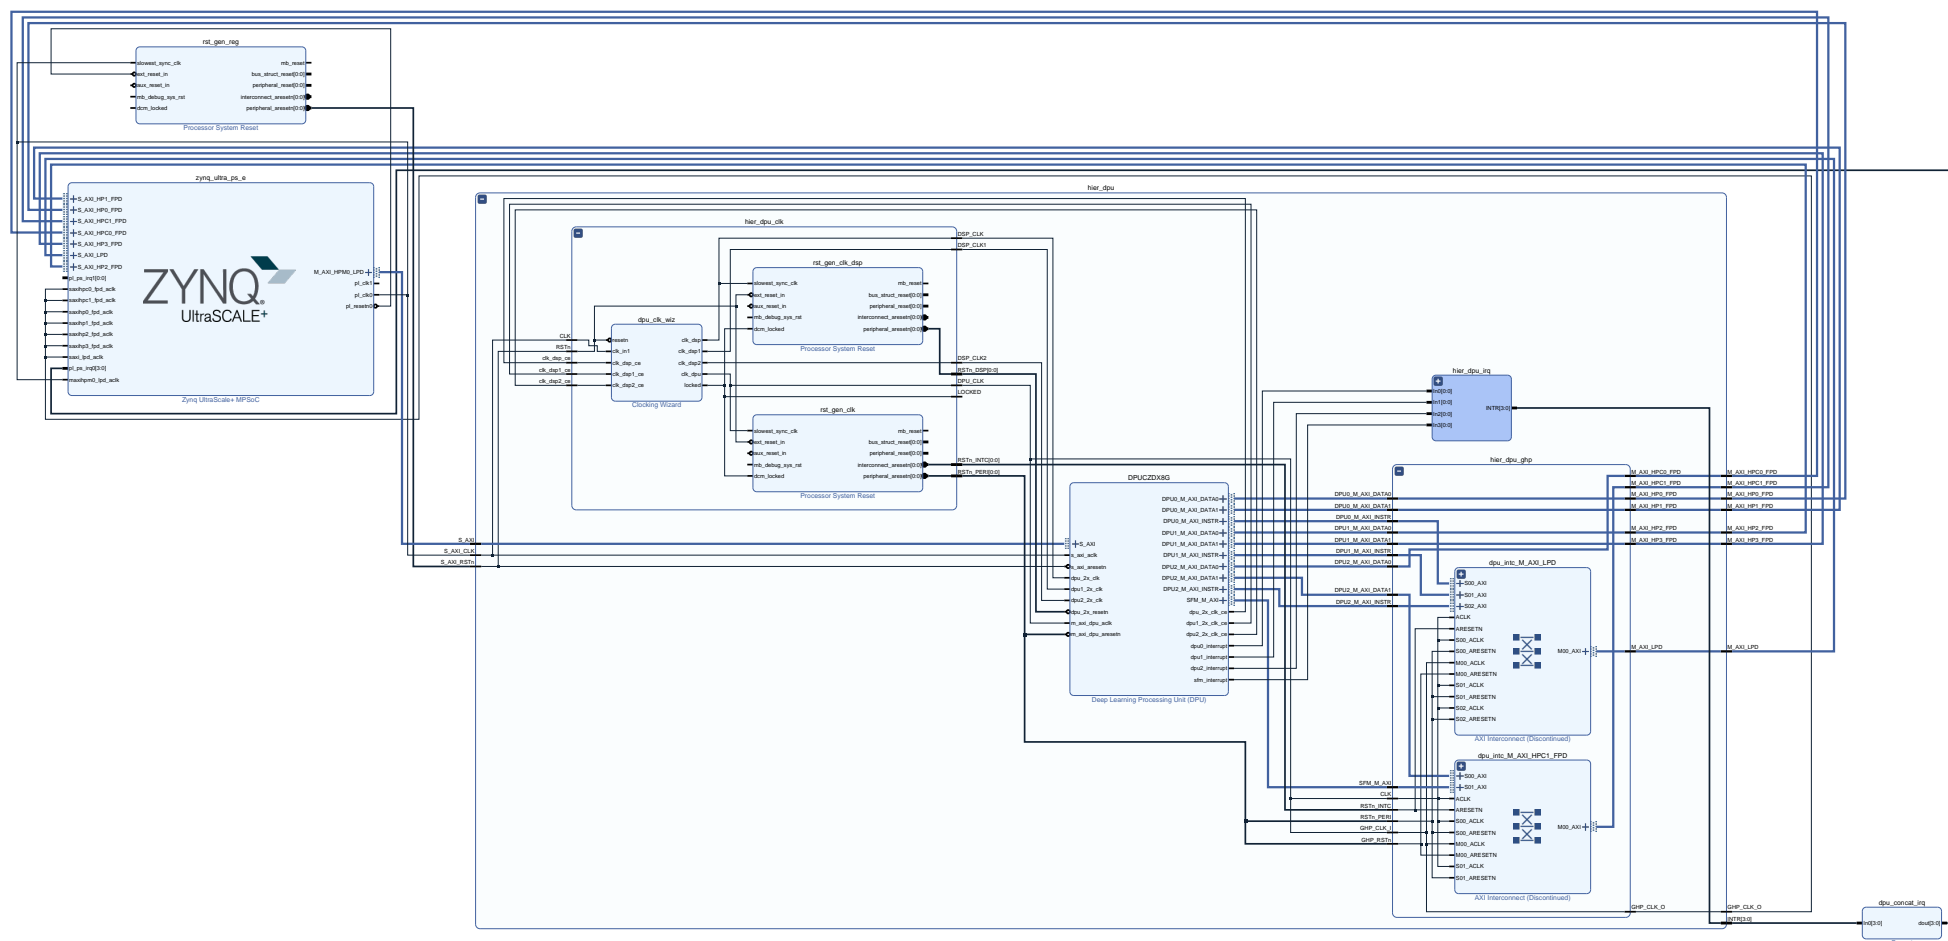 rst_gen_reg
slowest_sync_clk
ext_reset_in
aux_reset_in
mb_debug_sys_rst
dcm_locked
mb_reset
bus_struct_reset[0:0]
peripheral_reset[0:0]
interconnect_aresetn[0:0]
peripheral_aresetn[0:0]
Processor System Reset
zynq_ultra_ps_e
S_AXI_HP1_FPD
S_AXI_HP0_FPD
S_AXI_HPC1_FPD
S_AXI_HPC0_FPD
S_AXI_HP3_FPD
S_AXI_LPD
S_AXI_HP2_FPD
pl_ps_irq1[0:0]
saxihpc0_fpd_aclk
saxihpc1_fpd_aclk
saxihp0_fpd_aclk
saxihp1_fpd_aclk
saxihp2_fpd_aclk
saxihp3_fpd_aclk
saxi_lpd_aclk
pl_ps_irq0[3:0]
maxihpm0_lpd_aclk
ZYNQ®
UltraSCALE+
M_AXI_HPM0_LPD
pl_clk1
pl_clk0
pl_resetn0
Zynq UltraScale+ MPSoC
hier_dpu
S_AXI
S_AXI_CLK
S_AXI_RSTn
hier_dpu_clk
CLK
RSTn
clk_dsp_ce
clk_dsp1_ce
clk_dsp2_ce
dpu_clk_wiz
resetn
clk_in1
clk_dsp_ce
clk_dsp1_ce
clk_dsp2_ce
clk_dsp
clk_dsp1
clk_dsp2
clk_dpu
locked
Clocking Wizard
rst_gen_clk_dsp
slowest_sync_clk
ext_reset_in
aux_reset_in
mb_debug_sys_rst
dcm_locked
mb_reset
bus_struct_reset[0:0]
peripheral_reset[0:0]
interconnect_aresetn[0:0]
peripheral_aresetn[0:0]
Processor System Reset
rst_gen_clk
slowest_sync_clk
ext_reset_in
aux_reset_in
mb_debug_sys_rst
dcm_locked
mb_reset
bus_struct_reset[0:0]
peripheral_reset[0:0]
interconnect_aresetn[0:0]
peripheral_aresetn[0:0]
Processor System Reset
DSP_CLK
DSP_CLK1
DSP_CLK2
RSTn_DSP[0:0]
DPU_CLK
LOCKED
RSTn_INTC[0:0]
RSTn_PERI[0:0]
DPUCZDX8G
S_AXI
s_axi_aclk
s_axi_aresetn
dpu_2x_clk
dpu1_2x_clk
dpu2_2x_clk
dpu_2x_resetn
m_axi_dpu_aclk
m_axi_dpu_aresetn
DPU0_M_AXI_DATA0
DPU0_M_AXI_DATA1
DPU0_M_AXI_INSTR
DPU1_M_AXI_DATA0
DPU1_M_AXI_DATA1
DPU1_M_AXI_INSTR
DPU2_M_AXI_DATA0
DPU2_M_AXI_DATA1
DPU2_M_AXI_INSTR
SFM_M_AXI
dpu_2x_clk_ce
dpu1_2x_clk_ce
dpu2_2x_clk_ce
dpu0_interrupt
dpu1_interrupt
dpu2_interrupt
sfm_interrupt
Deep Learning Processing Unit (DPU)
hier_dpu_irq
In0[0:0]
In1[0:0]
In2[0:0]
In3[0:0]
INTR[3:0]
hier_dpu_ghp
DPU0_M_AXI_DATA0
DPU0_M_AXI_DATA1
DPU0_M_AXI_INSTR
DPU1_M_AXI_DATA0
DPU1_M_AXI_DATA1
DPU1_M_AXI_INSTR
DPU2_M_AXI_DATA0
DPU2_M_AXI_DATA1
DPU2_M_AXI_INSTR
SFM_M_AXI
CLK
RSTn_INTC
RSTn_PERI
GHP_CLK_I
GHP_RSTn
dpu_intc_M_AXI_LPD
S00_AXI
S01_AXI
S02_AXI
ACLK
ARESETN
S00_ACLK
S00_ARESETN
M00_ACLK
M00_ARESETN
S01_ACLK
S01_ARESETN
S02_ACLK
S02_ARESETN
M00_AXI
AXI Interconnect (Discontinued)
dpu_intc_M_AXI_HPC1_FPD
S00_AXI
S01_AXI
ACLK
ARESETN
S00_ACLK
S00_ARESETN
M00_ACLK
M00_ARESETN
S01_ACLK
S01_ARESETN
M00_AXI
AXI Interconnect (Discontinued)
M_AXI_HPC0_FPD
M_AXI_HPC1_FPD
M_AXI_HP0_FPD
M_AXI_HP1_FPD
M_AXI_HP2_FPD
M_AXI_HP3_FPD
M_AXI_LPD
GHP_CLK_O
M_AXI_HPC0_FPD
M_AXI_HPC1_FPD
M_AXI_HP0_FPD
M_AXI_HP1_FPD
M_AXI_HP2_FPD
M_AXI_HP3_FPD
M_AXI_LPD
GHP_CLK_O
INTR[3:0]
dpu_concat_irq
In0[3:0]
dout[3:0]